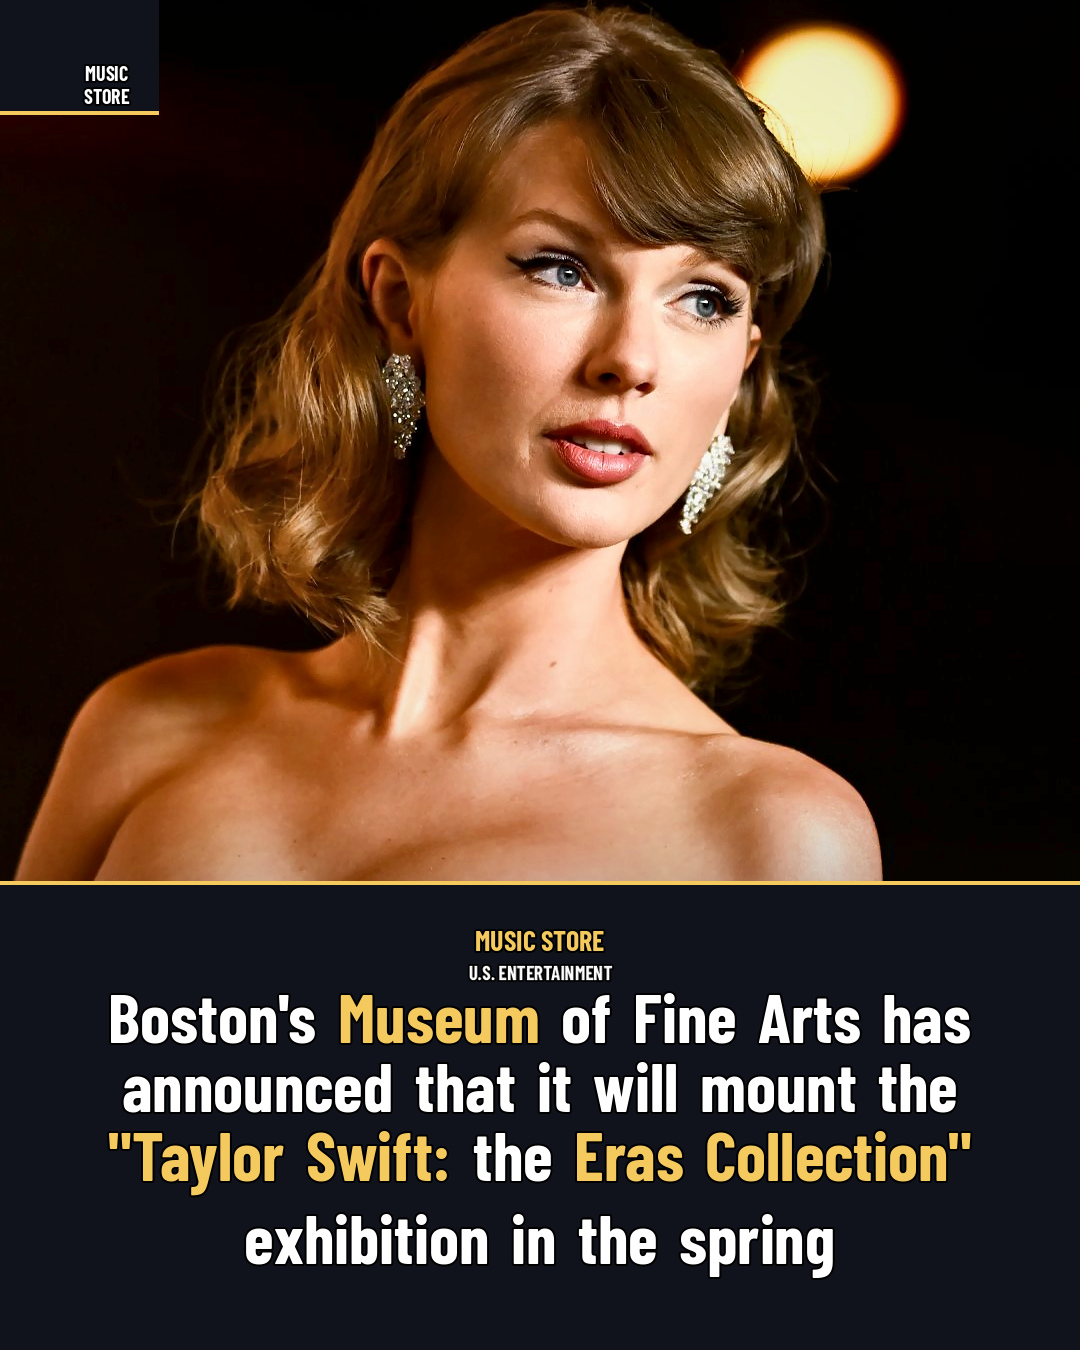 MUSIC
STORE
MUSIC STORE
U.S. ENTERTAINMENT
Boston's Museum of Fine Arts has
announced that it will mount the
"Taylor Swift: the Eras Collection"
exhibition in the spring